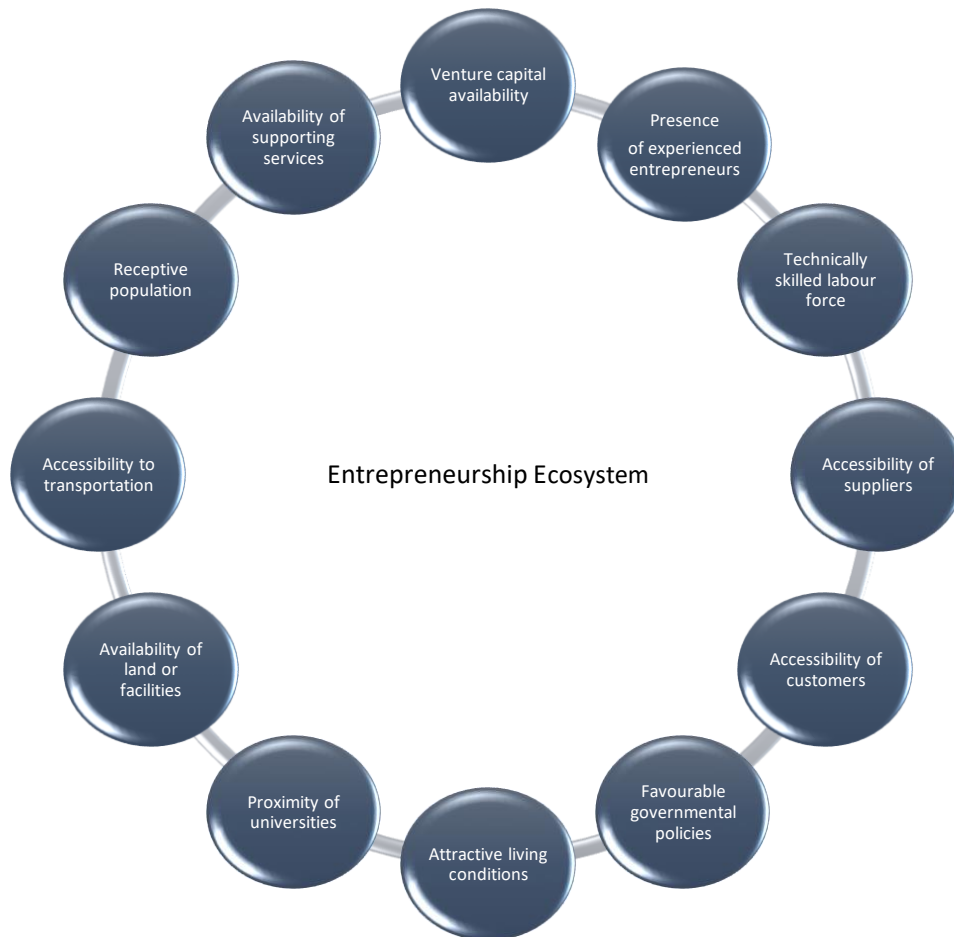 Venture capital
availability
Presence
of experienced
entrepreneurs
Technically
skilled labour
force
Accessibility of
suppliers
Accessibility of
customers
Favourable
governmental
policies
Attractive living
conditions
Proximity of
universities
Availability of
land or
facilities
Accessibility to
transportation
Receptive
population
Availability of
supporting
services
Entrepreneurship Ecosystem